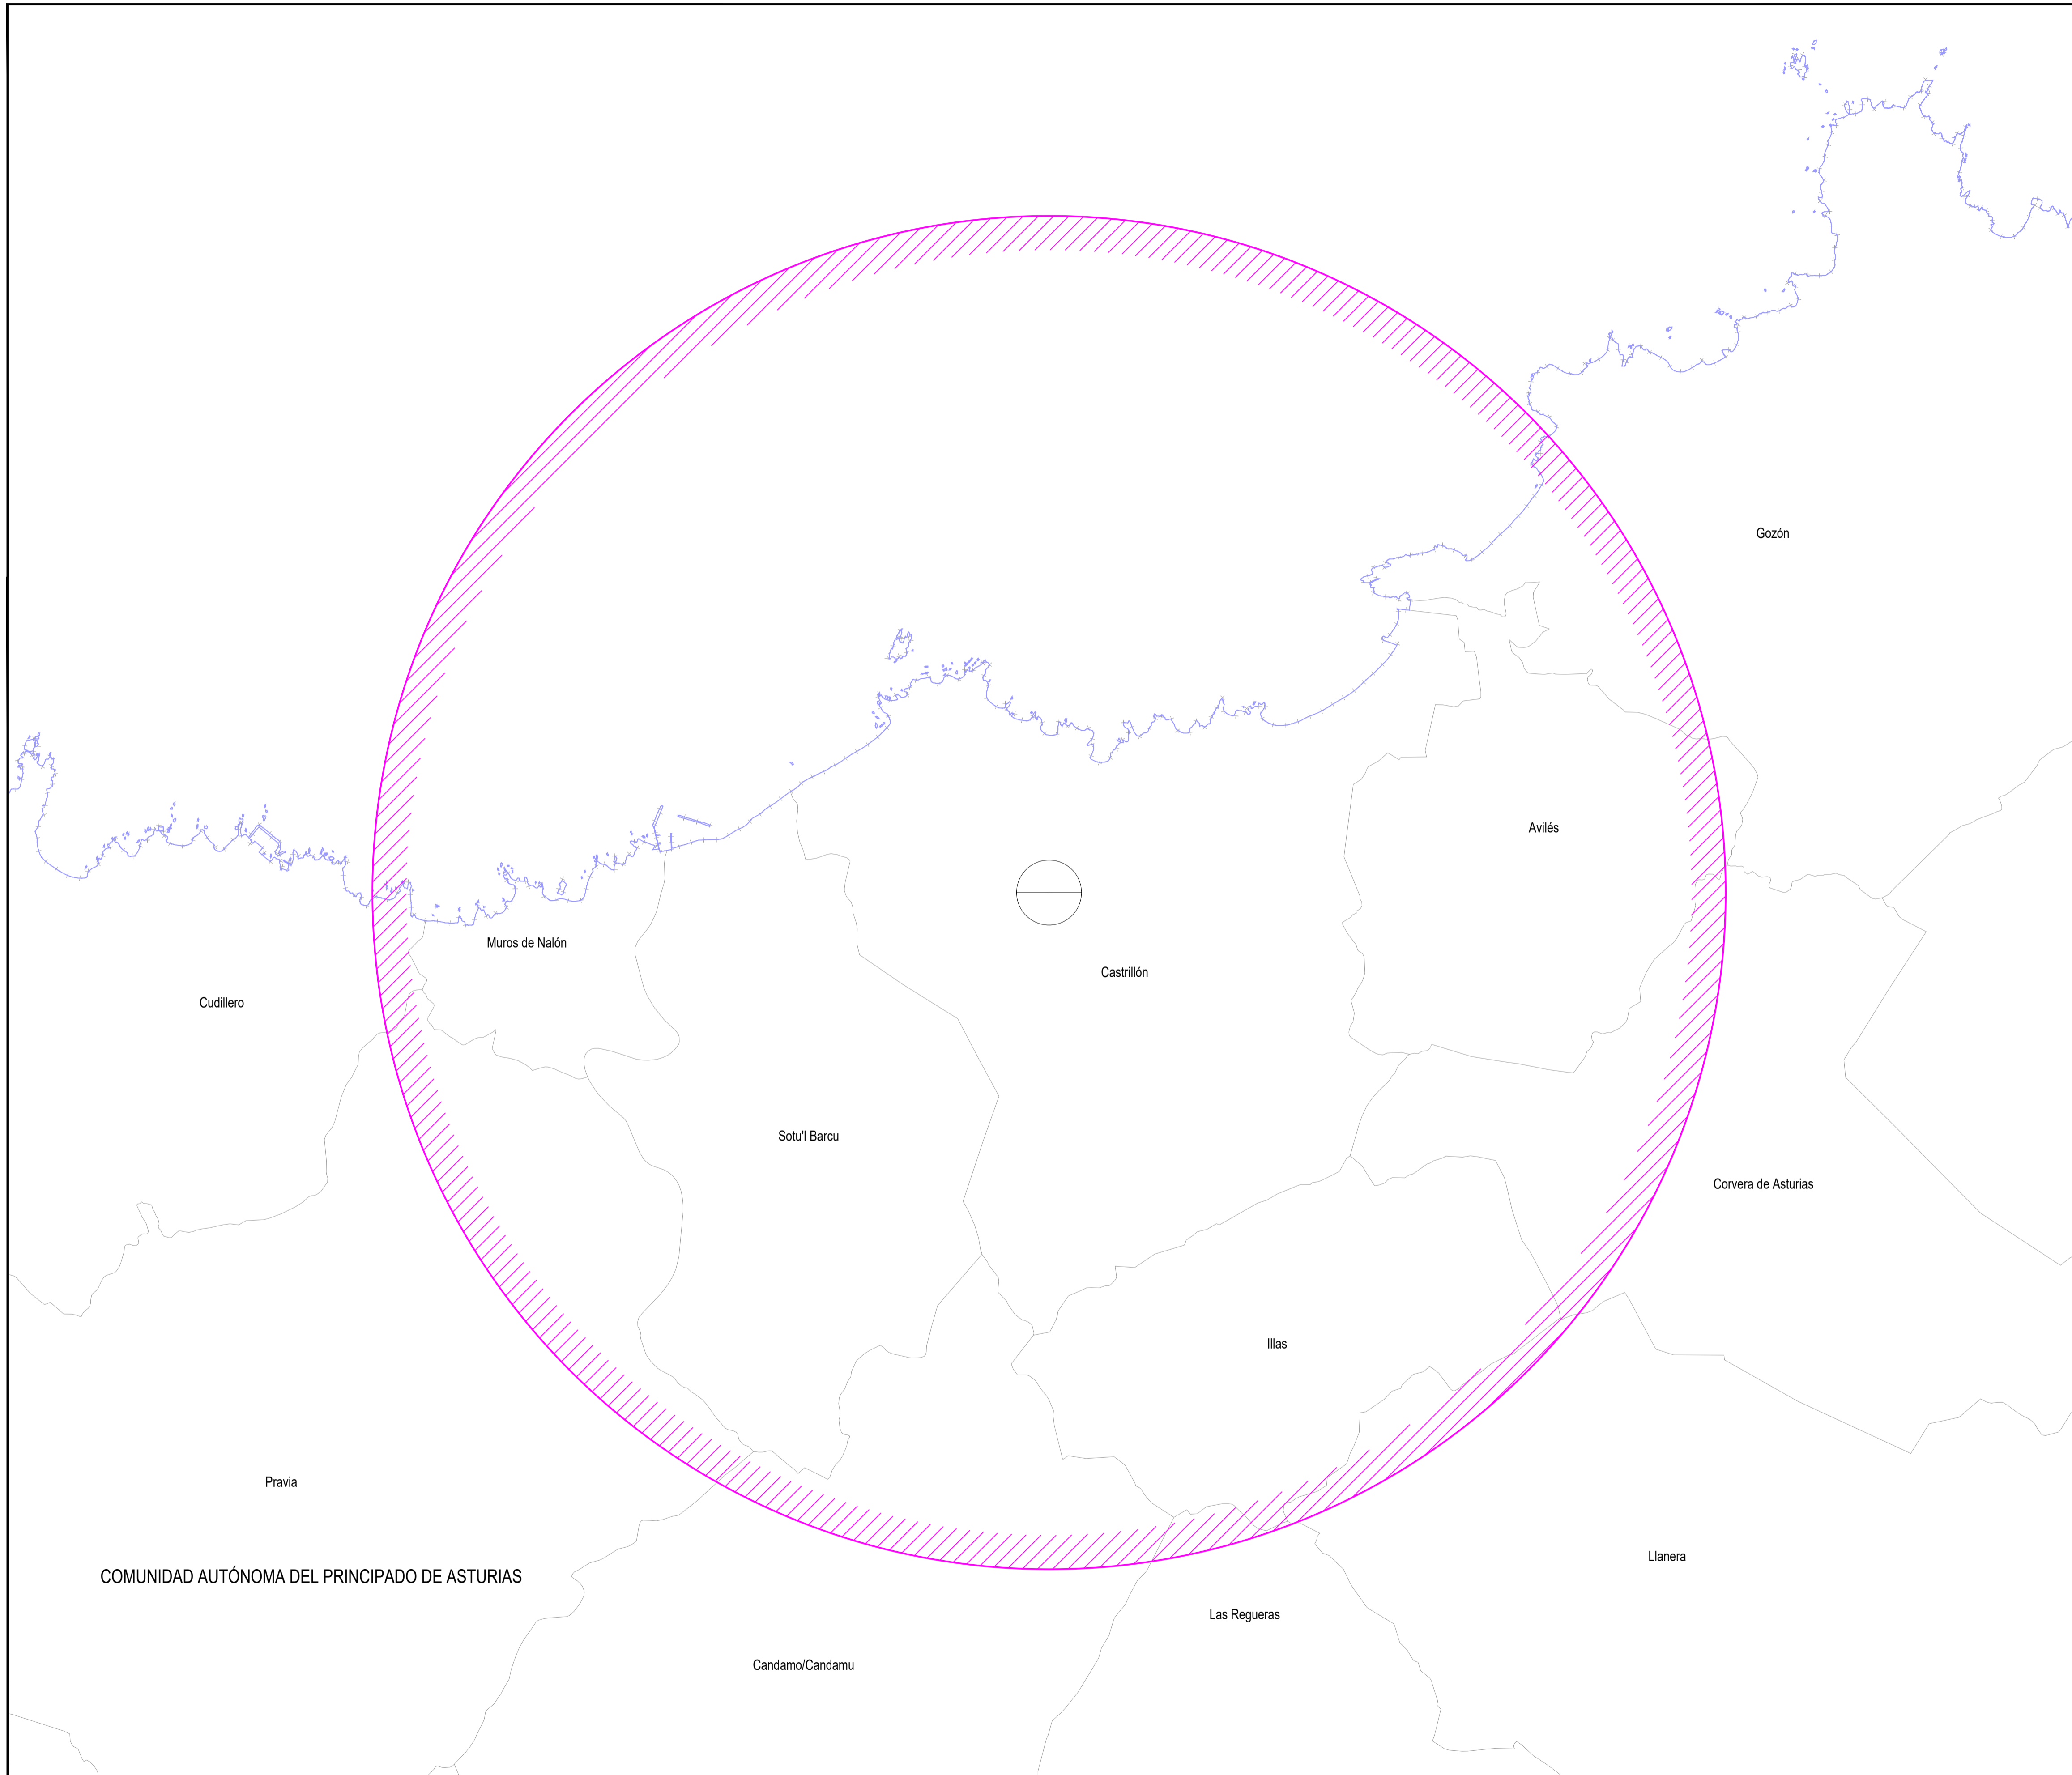 Gozón
Avilés
Muros de Nalón
Castrillón
Cudillero
Sotu'l Barcu
Corvera de Asturias
Illas
Pravia
Llanera
COMUNIDAD AUTÓNOMA DEL PRINCIPADO DE ASTURIAS
Las Regueras
Candamo/Candamu